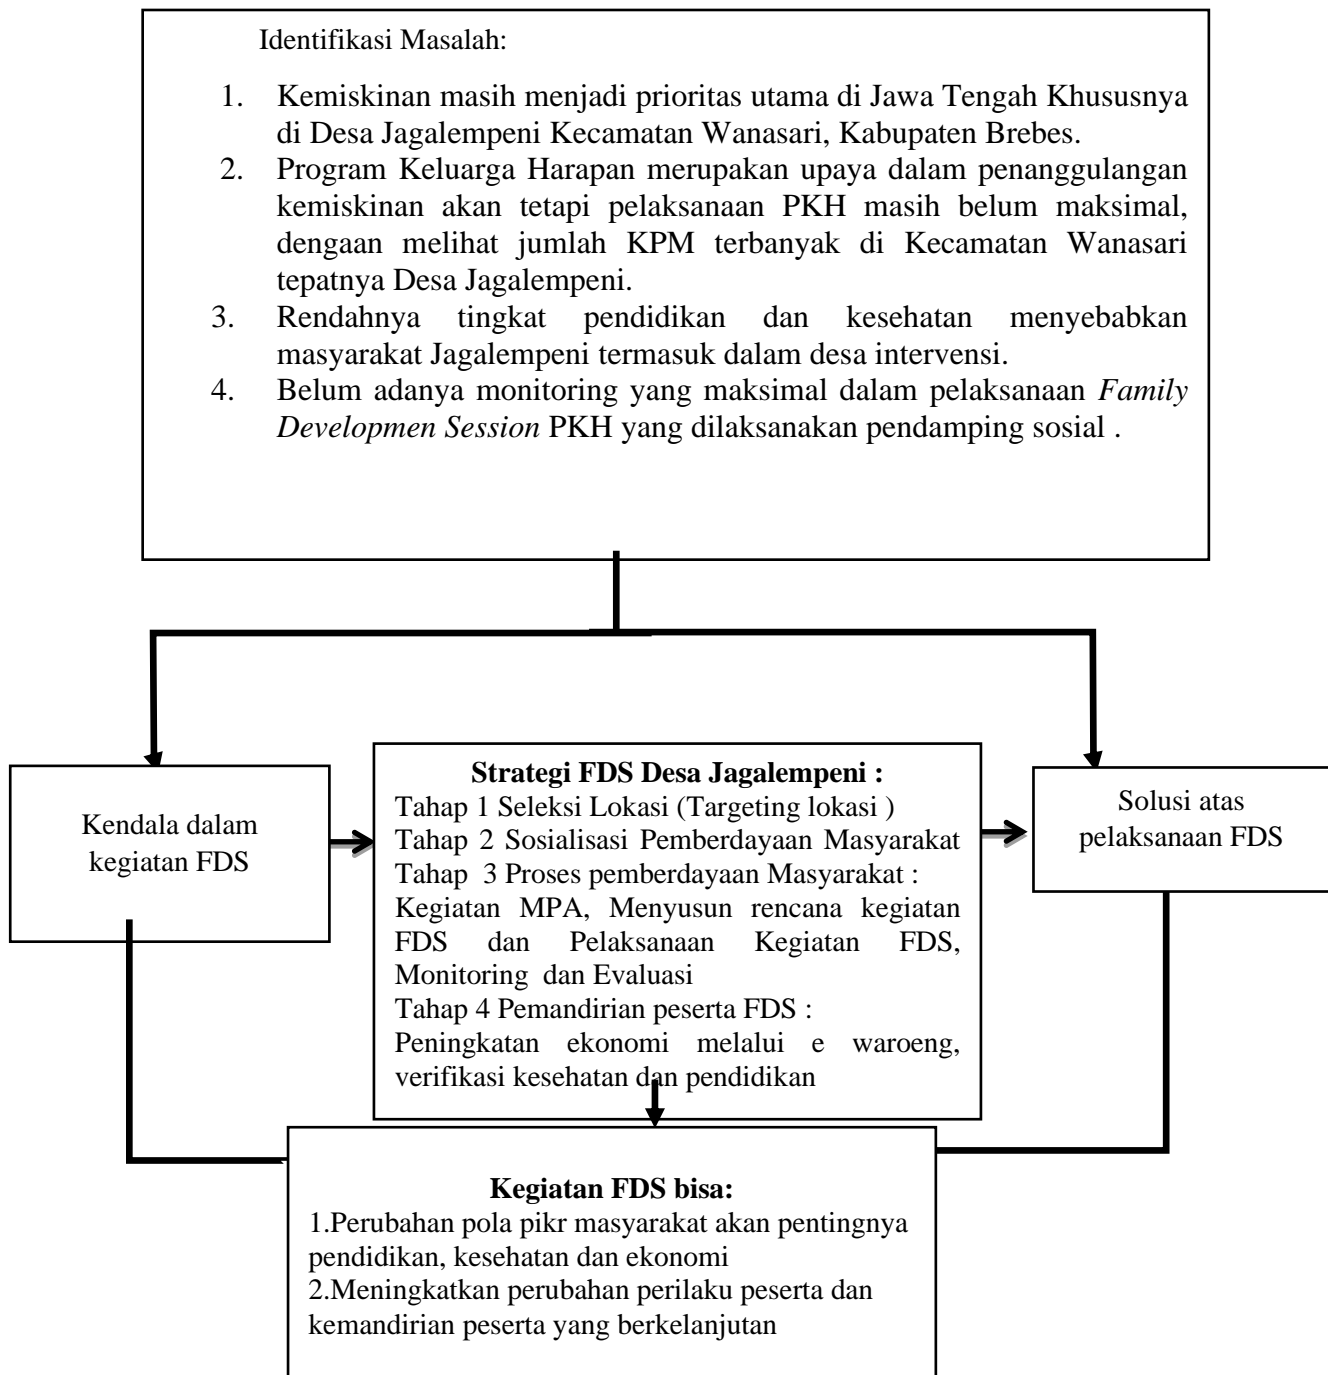 Identifikasi Masalah:
1. Kemiskinan masih menjadi prioritas utama di Jawa Tengah Khususnya
di Desa Jagalempeni Kecamatan Wanasari, Kabupaten Brebes.
2. Program Keluarga Harapan merupakan upaya dalam penanggulangan
kemiskinan akan tetapi pelaksanaan PKH masih belum maksimal,
dengaan melihat jumlah KPM terbanyak di Kecamatan Wanasari
tepatnya Desa Jagalempeni.
3. Rendahnya tingkat pendidikan dan kesehatan menyebabkan
masyarakat Jagalempeni termasuk dalam desa intervensi.
4. Belum adanya monitoring yang maksimal dalam pelaksanaan Family
Developmen Session PKH yang dilaksanakan pendamping sosial .
Kendala dalam
kegiatan FDS
Strategi FDS Desa Jagalempeni :
Tahap 1 Seleksi Lokasi (Targeting lokasi )
Tahap 2 Sosialisasi Pemberdayaan Masyarakat
Tahap 3 Proses pemberdayaan Masyarakat :
Kegiatan MPA, Menyusun rencana kegiatan
FDS dan Pelaksanaan Kegiatan FDS,
Monitoring dan Evaluasi
Tahap 4 Pemandirian peserta FDS :
Peningkatan ekonomi melalui e waroeng,
verifikasi kesehatan dan pendidikan
Solusi atas
pelaksanaan FDS
Kegiatan FDS bisa:
1.Perubahan pola pikr masyarakat akan pentingnya
pendidikan, kesehatan dan ekonomi
2.Meningkatkan perubahan perilaku peserta dan
kemandirian peserta yang berkelanjutan